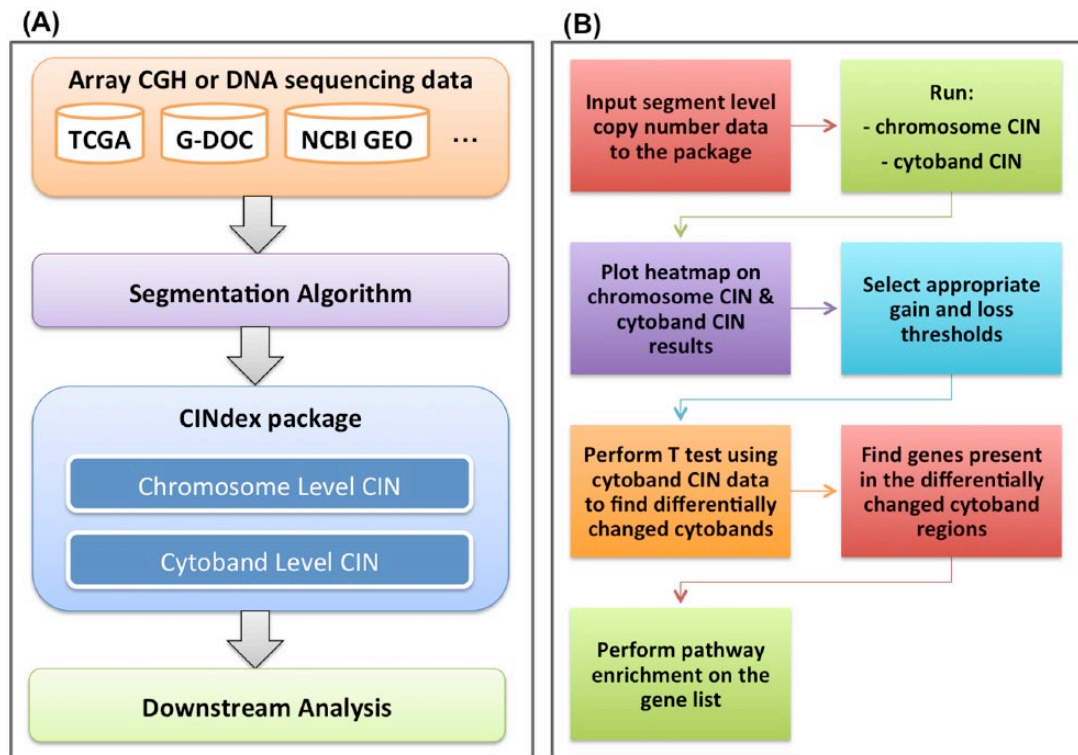 (A)
Array CGH or DNA sequencing data
TCGA
G-DOC
NCBI GEO
...
Segmentation Algorithm
CINdex package
Chromosome Level CIN
Cytoband Level CIN
Downstream Analysis
(B)
Input segment level
copy number data
to the package
Run:
- chromosome CIN
- cytoband CIN
Plot heatmap on
chromosome CIN &
cytoband CIN
results
Select appropriate
gain and loss
thresholds
Perform T test using
cytoband CIN data
to find differentially
changed cytobands
Find genes present
in the differentially
changed cytoband
regions
Perform pathway
enrichment on the
gene list